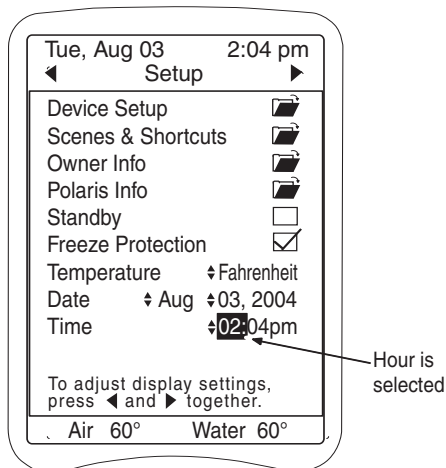 Tue, Aug 03 2:04 pm
Setup
Device Setup
Scenes & Shortcuts
Owner Info
Polaris Info
Standby
Freeze Protection
Temperature Fahrenheit
Date Aug 03, 2004
Time 02:04pm
Hour is
selected
To adjust display settings,
press ◀ and ▶ together.
Air 60° Water 60°